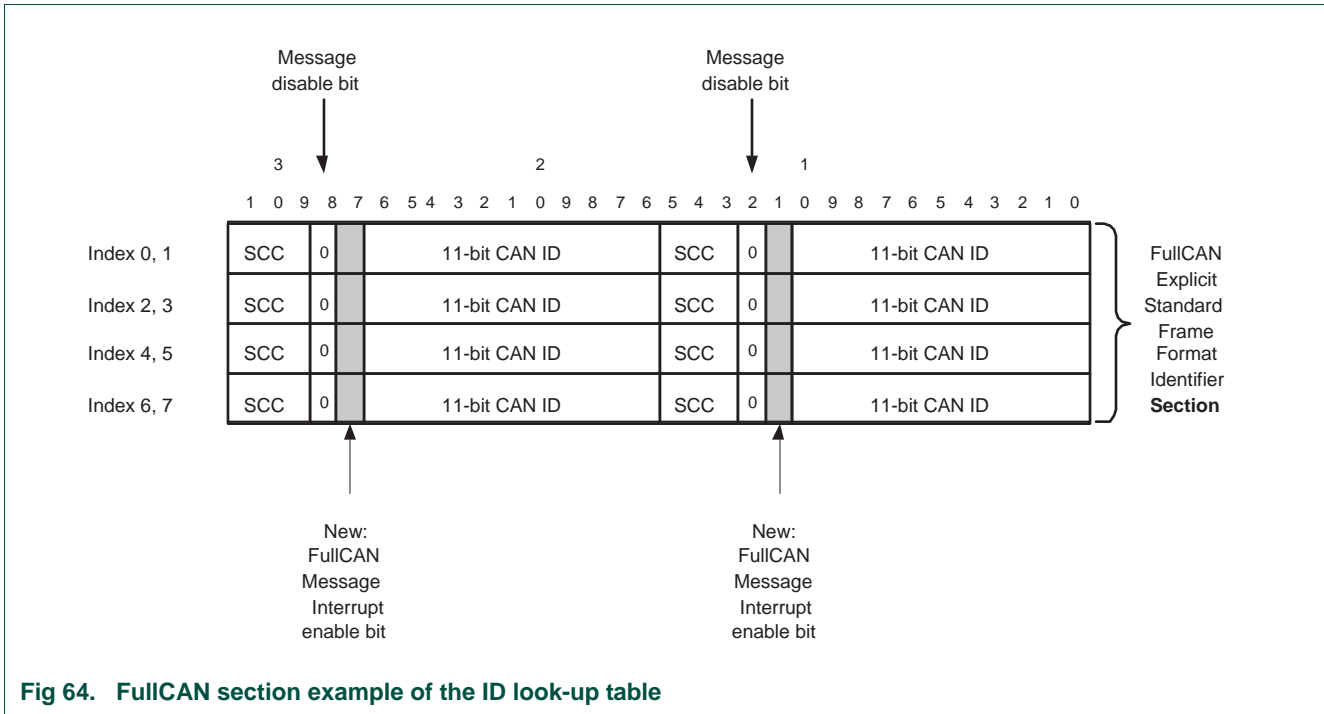 Message
disable bit
Message
disable bit
3 2 1
1 0 9 8 7 6 5 4 3 2 1 0 9 8 7 6 5 4 3 2 1 0 9 8 7 6 5 4 3 2 1 0
Index 0, 1 SCC 0 11-bit CAN ID SCC 0 11-bit CAN ID
Index 2, 3 SCC 0 11-bit CAN ID SCC 0 11-bit CAN ID
Index 4, 5 SCC 0 11-bit CAN ID SCC 0 11-bit CAN ID
Index 6, 7 SCC 0 11-bit CAN ID SCC 0 11-bit CAN ID
FullCAN
Explicit
Standard
Frame
Format
Identifier
Section
New:
FullCAN
Message
Interrupt
enable bit
New:
FullCAN
Message
Interrupt
enable bit
Fig 64. FullCAN section example of the ID look-up table